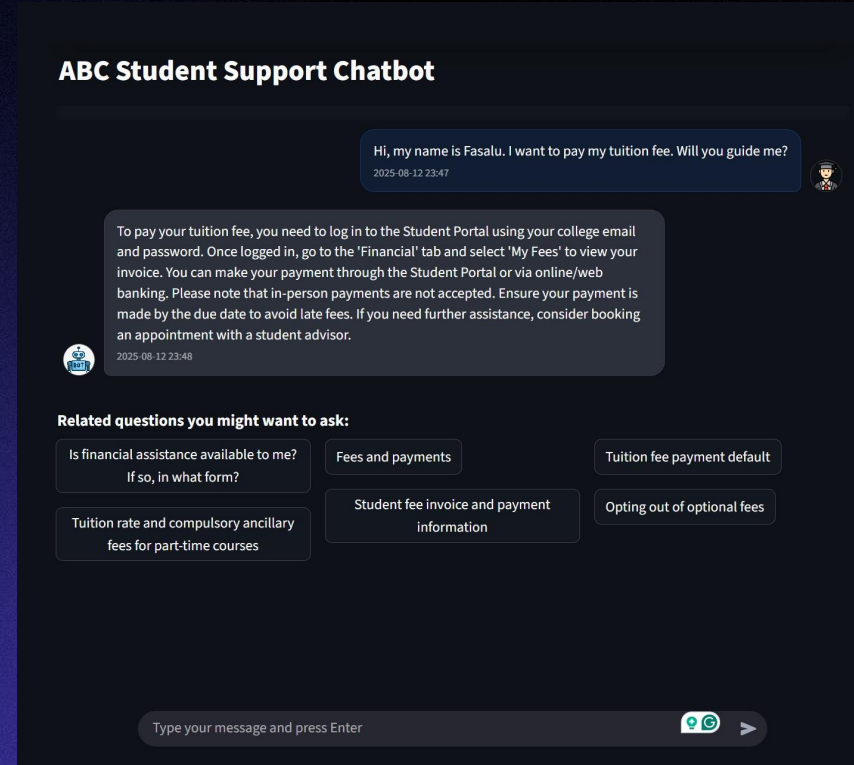 ABC Student Support Chatbot
Hi, my name is Fasalu. I want to pay my tuition fee. Will you guide me?
2025-08-12 23:47
To pay your tuition fee, you need to log in to the Student Portal using your college email
and password. Once logged in, go to the 'Financial' tab and select 'My Fees' to view your
invoice. You can make your payment through the Student Portal or via online/web
banking. Please note that in-person payments are not accepted. Ensure your payment is
made by the due date to avoid late fees. If you need further assistance, consider booking
an appointment with a student advisor.
2025-08-12 23:48
BOT
Related questions you might want to ask:
Is financial assistance available to me?
If so, in what form?
Fees and payments
Tuition fee payment default
Tuition rate and compulsory ancillary
fees for part-time courses
Student fee invoice and payment
information
Opting out of optional fees
Type your message and press Enter